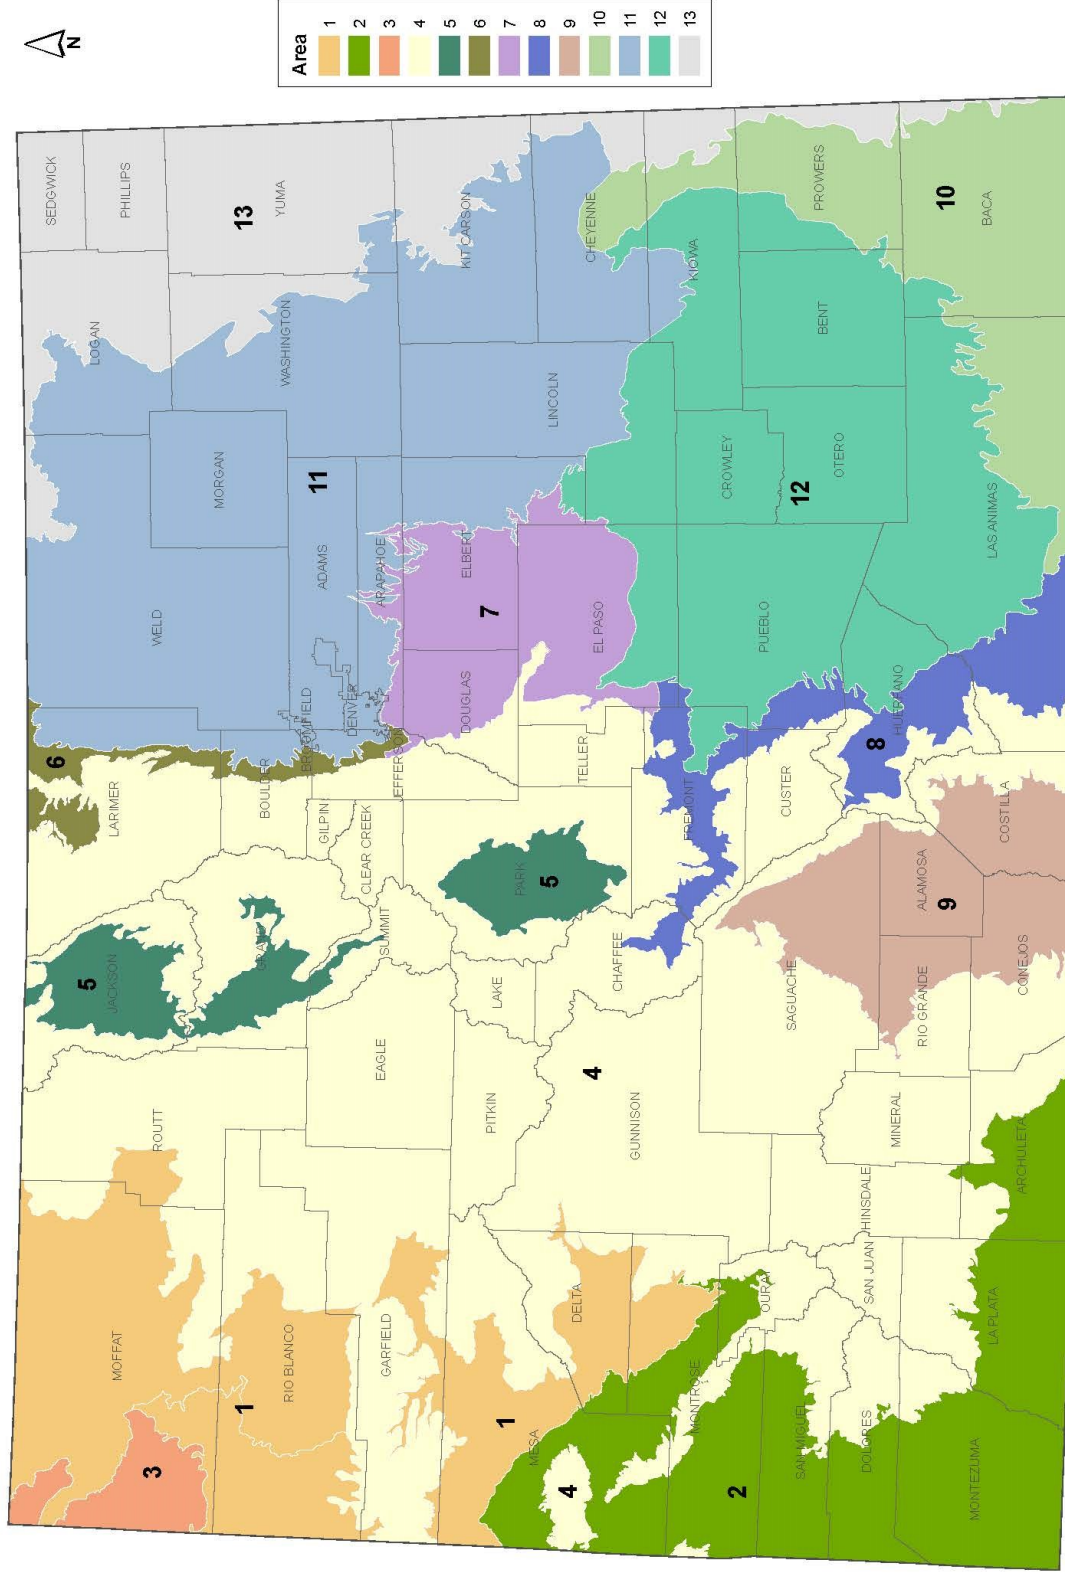 N
Area
1
2
3
4
5
6
7
8
9
10
11
12
13
MOFFAT
ROUTT
JACKSON
5
LARIMER
6
WELD
LOGAN
SEDGWICK
PHILLIPS
3
1
RIO BLANCO
GRAND
BOULDER
MORGAN
WASHINGTON
13
YUMA
GARFIELD
EAGLE
SUMMIT
CLEAR CREEK
GILPIN
BROOMFIELD
DENVER
JEFFERSON
ADAMS
11
ARAPAHOE
1
MESA
PITKIN
LAKE
PARK
5
DOUGLAS
7
ELBERT
LINCOLN
KIT CARSON
4
DELTA
4
GUNNISON
CHAFFEE
TELLER
EL PASO
CHEYENNE
2
MONTROSE
OURAY
SAN MIGUEL
SAGUACHE
FREMONT
CUSTER
PUEBLO
CROWLEY
12
OTERO
KIOWA
BENT
PROWERS
DOLORES
SAN JUAN
HINSDALE
MINERAL
RIO GRANDE
ALAMOSA
9
8
HUERFANO
MONTEZUMA
LA PLATA
ARCHULETA
CONEJOS
COSTILLA
LAS ANIMAS
10
BACA